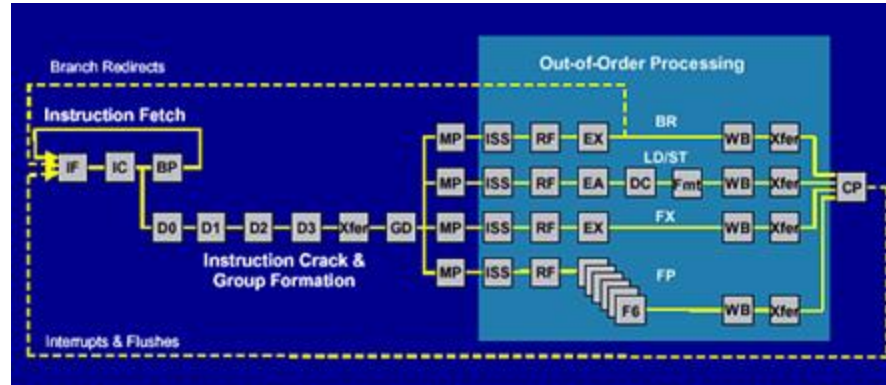 Out-of-Order Processing
Branch Redirects
Instruction Fetch
BR
MP ISS RF EX WB Xfer
IF IC BP
LD/ST
MP ISS RF EA DC Fmt WB Xfer CP
FX
D0 D1 D2 D3 Xfer GD MP ISS RF EX WB Xfer
Instruction Crack &
Group Formation
FP
MP ISS RF
F6 WB Xfer
Interrupts & Flushes